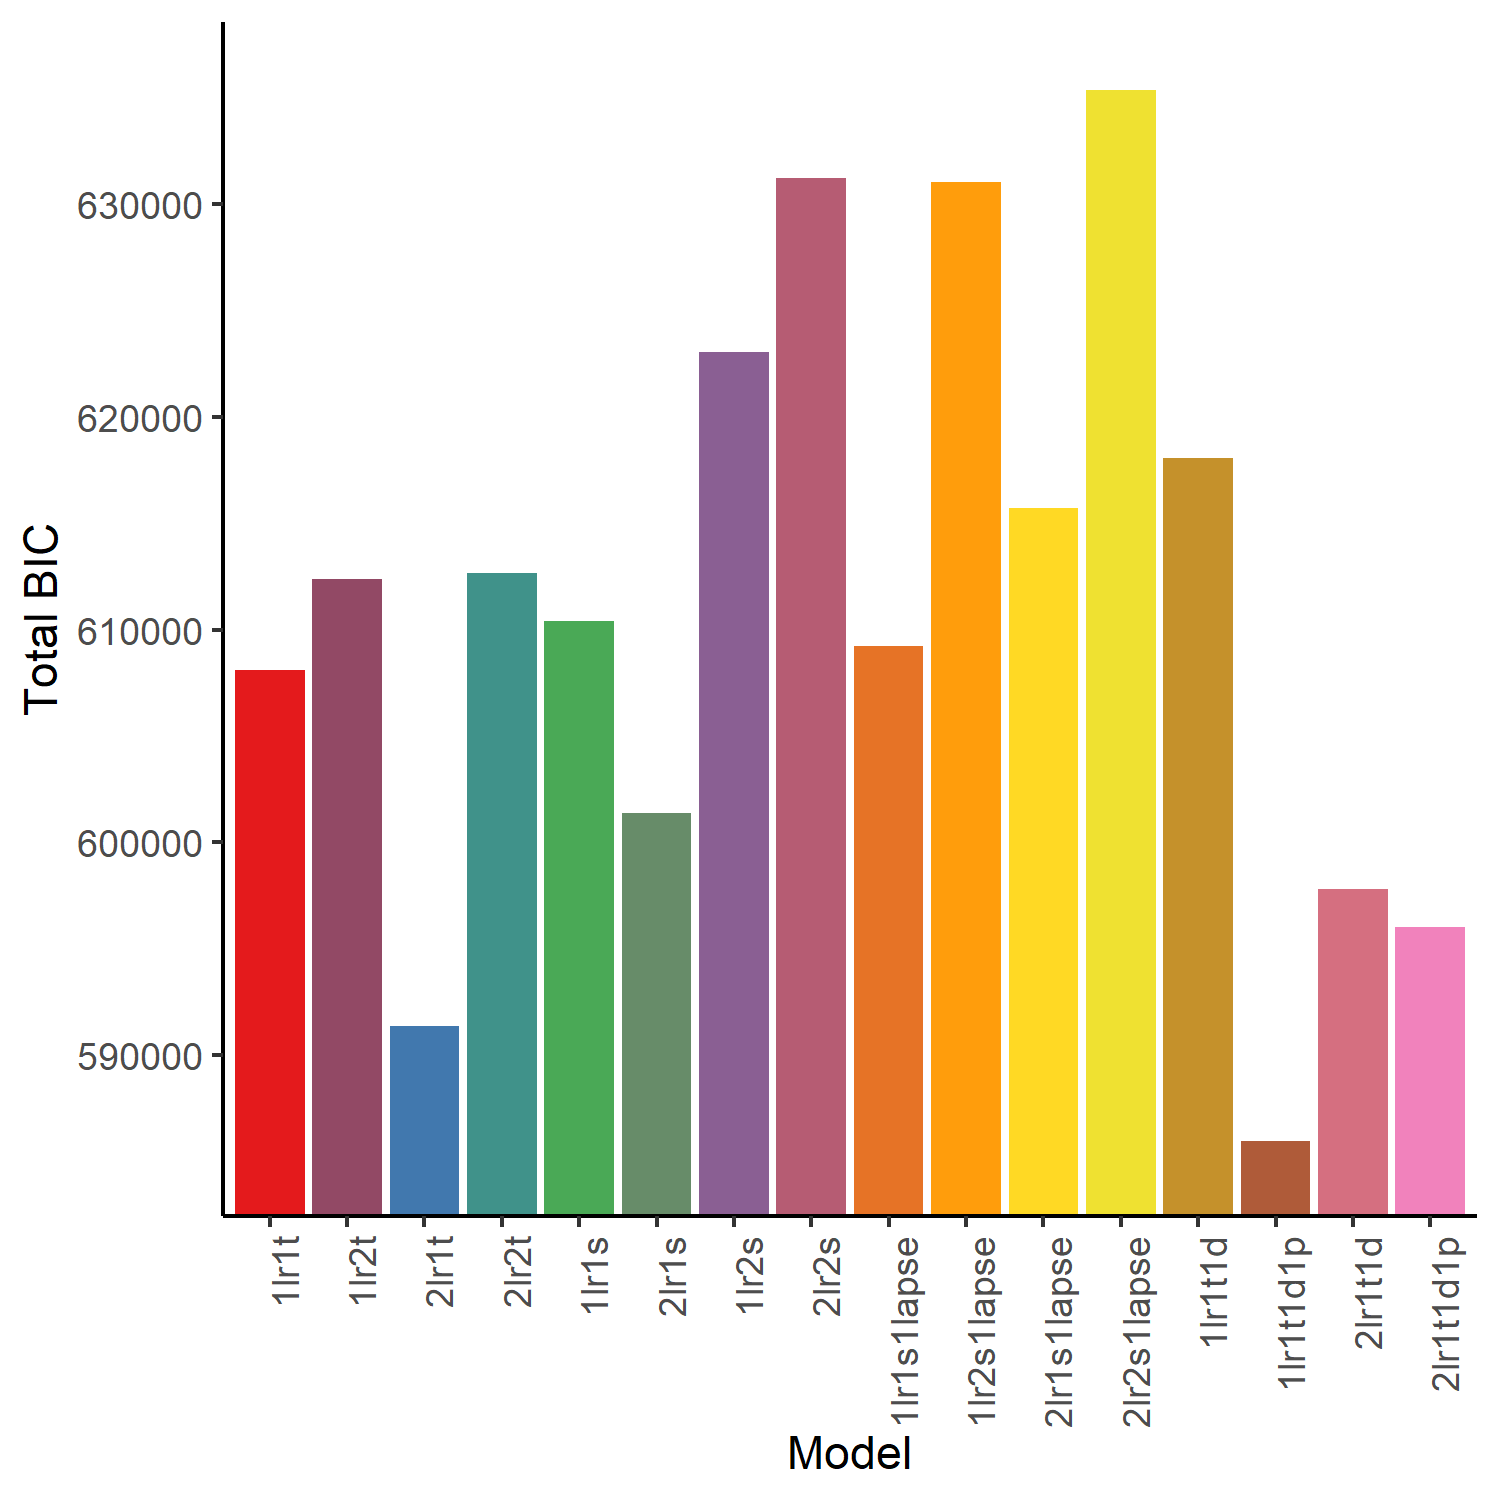 Total BIC
630000
620000
610000
600000
590000
1lr1t
1lr2t
2lr1t
2lr2t
1lr1s
2lr1s
1lr2s
2lr2s
1lr1s1lapse
1lr2s1lapse
2lr1s1lapse
2lr2s1lapse
1lr1t1d
1lr1t1d1p
2lr1t1d
2lr1t1d1p
Model